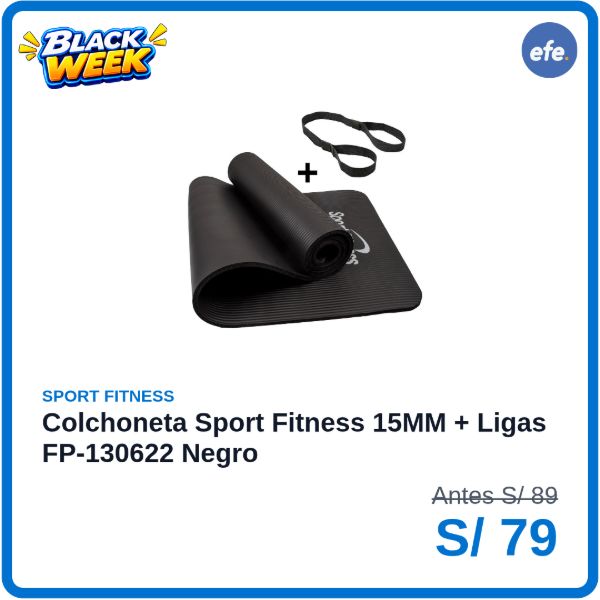 BLACK
WEEK
efe.
+
SPORT FITNESS
Colchoneta Sport Fitness 15MM + Ligas
FP-130622 Negro
Antes S/ 89
S/ 79